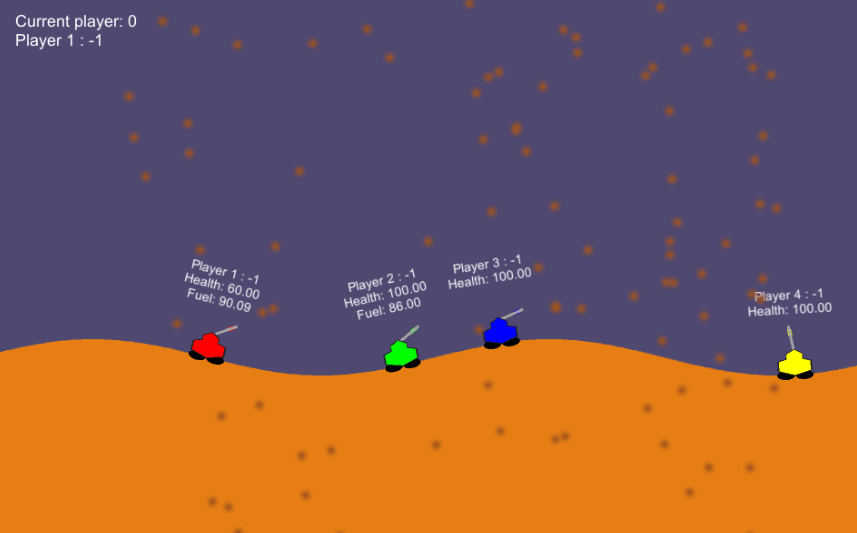 Current player: 0
Player 1 : -1
Player 1 : -1
Health: 60.00
Fuel: 90.09
Player 2 : -1
Health: 100.00
Fuel: 86.00
Player 3 : -1
Health: 100.00
Player 4 : -1
Health: 100.00